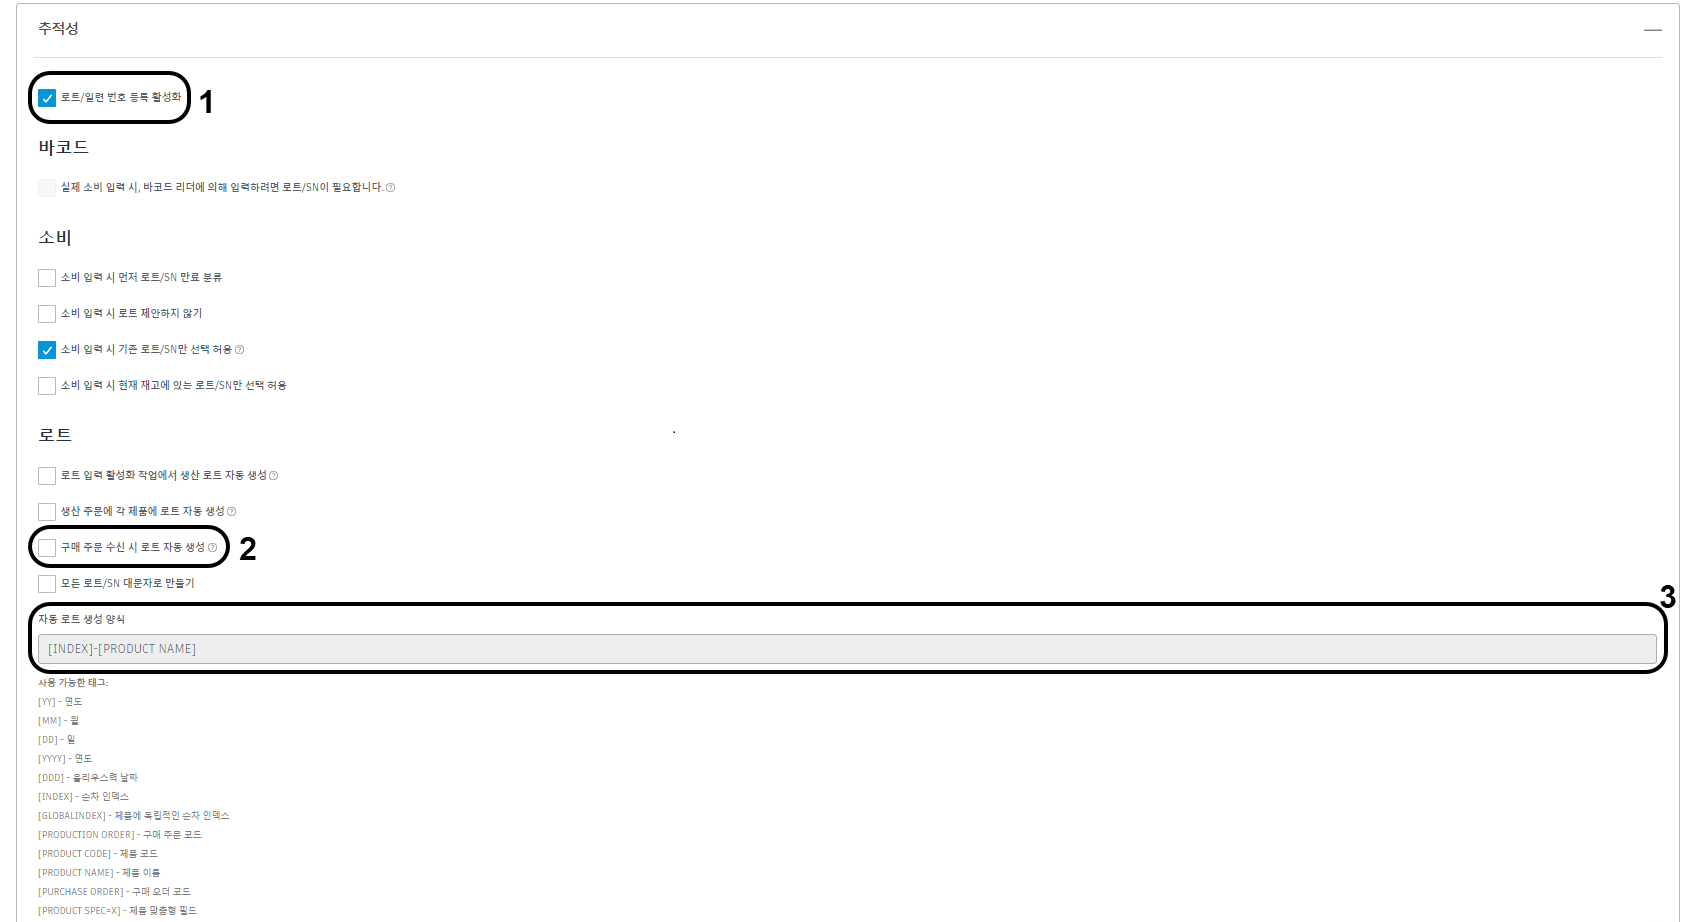 추적성
로트/일련 번호 등록 활성화
1
바코드
실제 소비 입력 시, 바코드 리더에 의해 입력하려면 로트/SN이 필요합니다.
소비
소비 입력 시 먼저 로트/SN 만료 분류
소비 입력 시 로트 제안하지 않기
소비 입력 시 기존 로트/SN만 선택 허용
소비 입력 시 현재 재고에 있는 로트/SN만 선택 허용
로트
로트 입력 활성화 작업에서 생산 로트 자동 생성
생산 주문에 각 제품에 로트 자동 생성
구매 주문 수신 시 로트 자동 생성
2
모든 로트/SN 대문자로 만들기
3
자동 로트 생성 양식
[INDEX]-[PRODUCT NAME]
사용 가능한 태그:
[YY] - 연도
[MM] - 월
[DD] - 일
[YYYY] - 연도
[DDD] - 율리우스력 날짜
[INDEX] - 순차 인덱스
[GLOBALINDEX] - 제품에 독립적인 순차 인덱스
[PRODUCTION ORDER] - 구매 주문 코드
[PRODUCT CODE] - 제품 코드
[PRODUCT NAME] - 제품 이름
[PURCHASE ORDER] - 구매 오더 코드
[PRODUCT SPEC=X] - 제품 맞춤형 필드